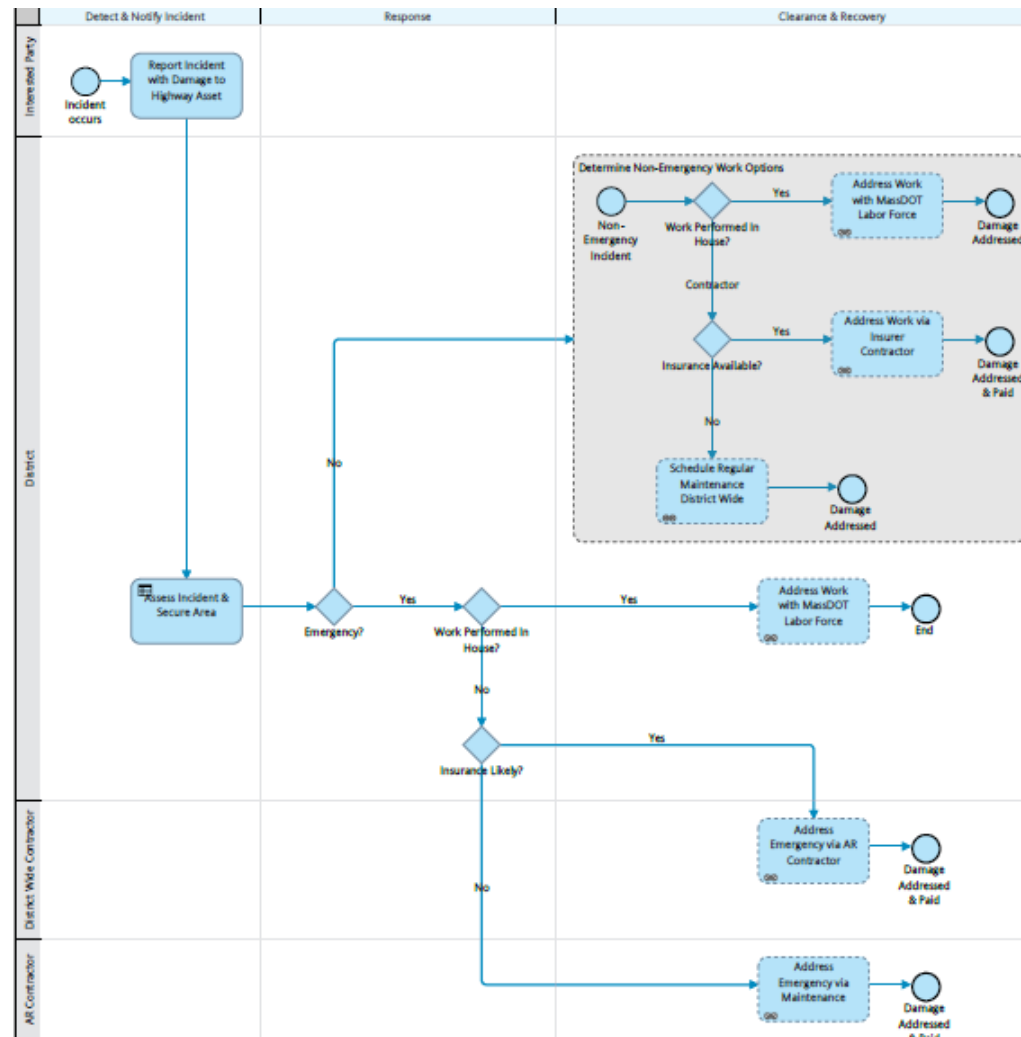 Detect & Notify Incident
Response
Clearance & Recovery
Interested Party
Incident
occurs
Report Incident
with Damage to
Highway Asset
District
Determine Non-Emergency Work Options
Non-
Emergency
Incident
Work Performed In
House?
Yes
Address Work
with MassDOT
Labor Force
Damage
Addressed
Contractor
Insurance Available?
Yes
Address Work via
Insurer
Contractor
Damage
Addressed
& Paid
No
Schedule Regular
Maintenance
District Wide
Damage
Addressed
No
Assess Incident &
Secure Area
Emergency?
Yes
Work Performed In
House?
Yes
Address Work
with MassDOT
Labor Force
End
No
Insurance Likely?
Yes
District Wide Contractor
Address
Emergency via AR
Contractor
Damage
Addressed
& Paid
No
AR Contractor
Address
Emergency via
Maintenance
Damage
Addressed
& Paid